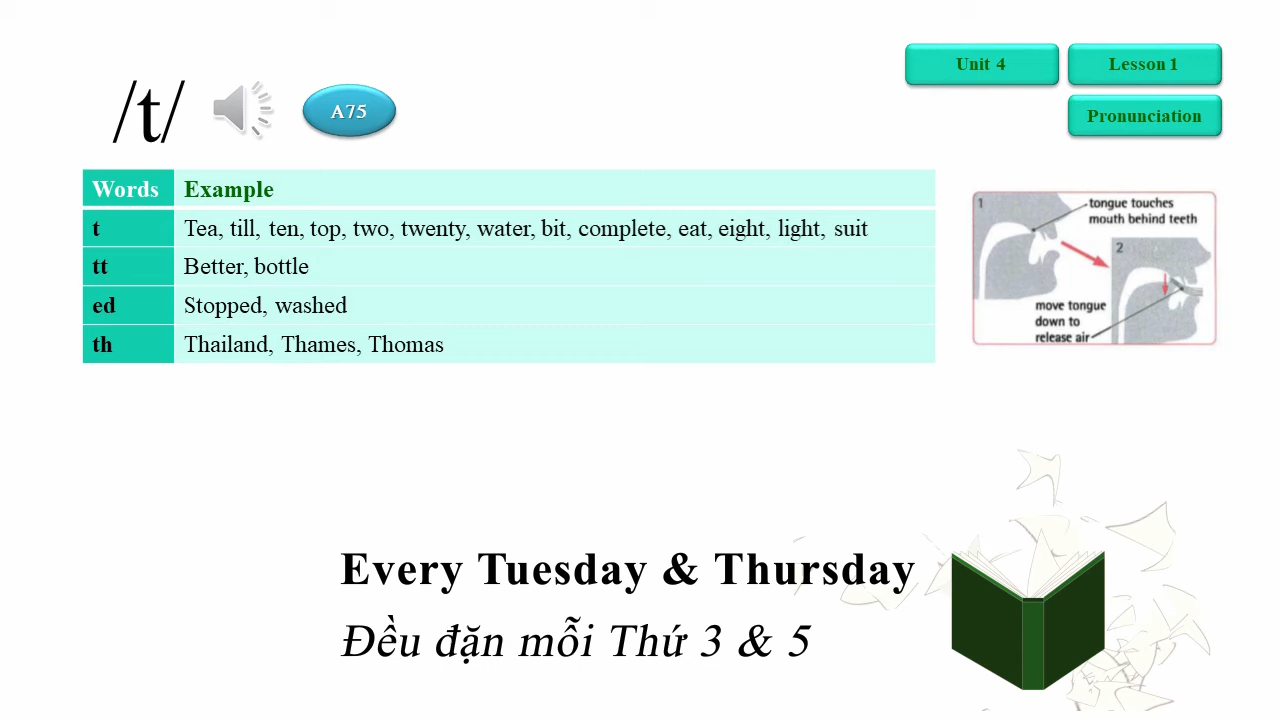 Unit 4
Lesson 1
Pronunciation
/t/
A75
Words Example
t Tea, till, ten, top, two, twenty, water, bit, complete, eat, eight, light, suit
tt Better, bottle
ed Stopped, washed
th Thailand, Thames, Thomas
1
tongue touches
mouth behind teeth
2
move tongue
down to
release air
Every Tuesday & Thursday
Đều đặn mỗi Thứ 3 & 5